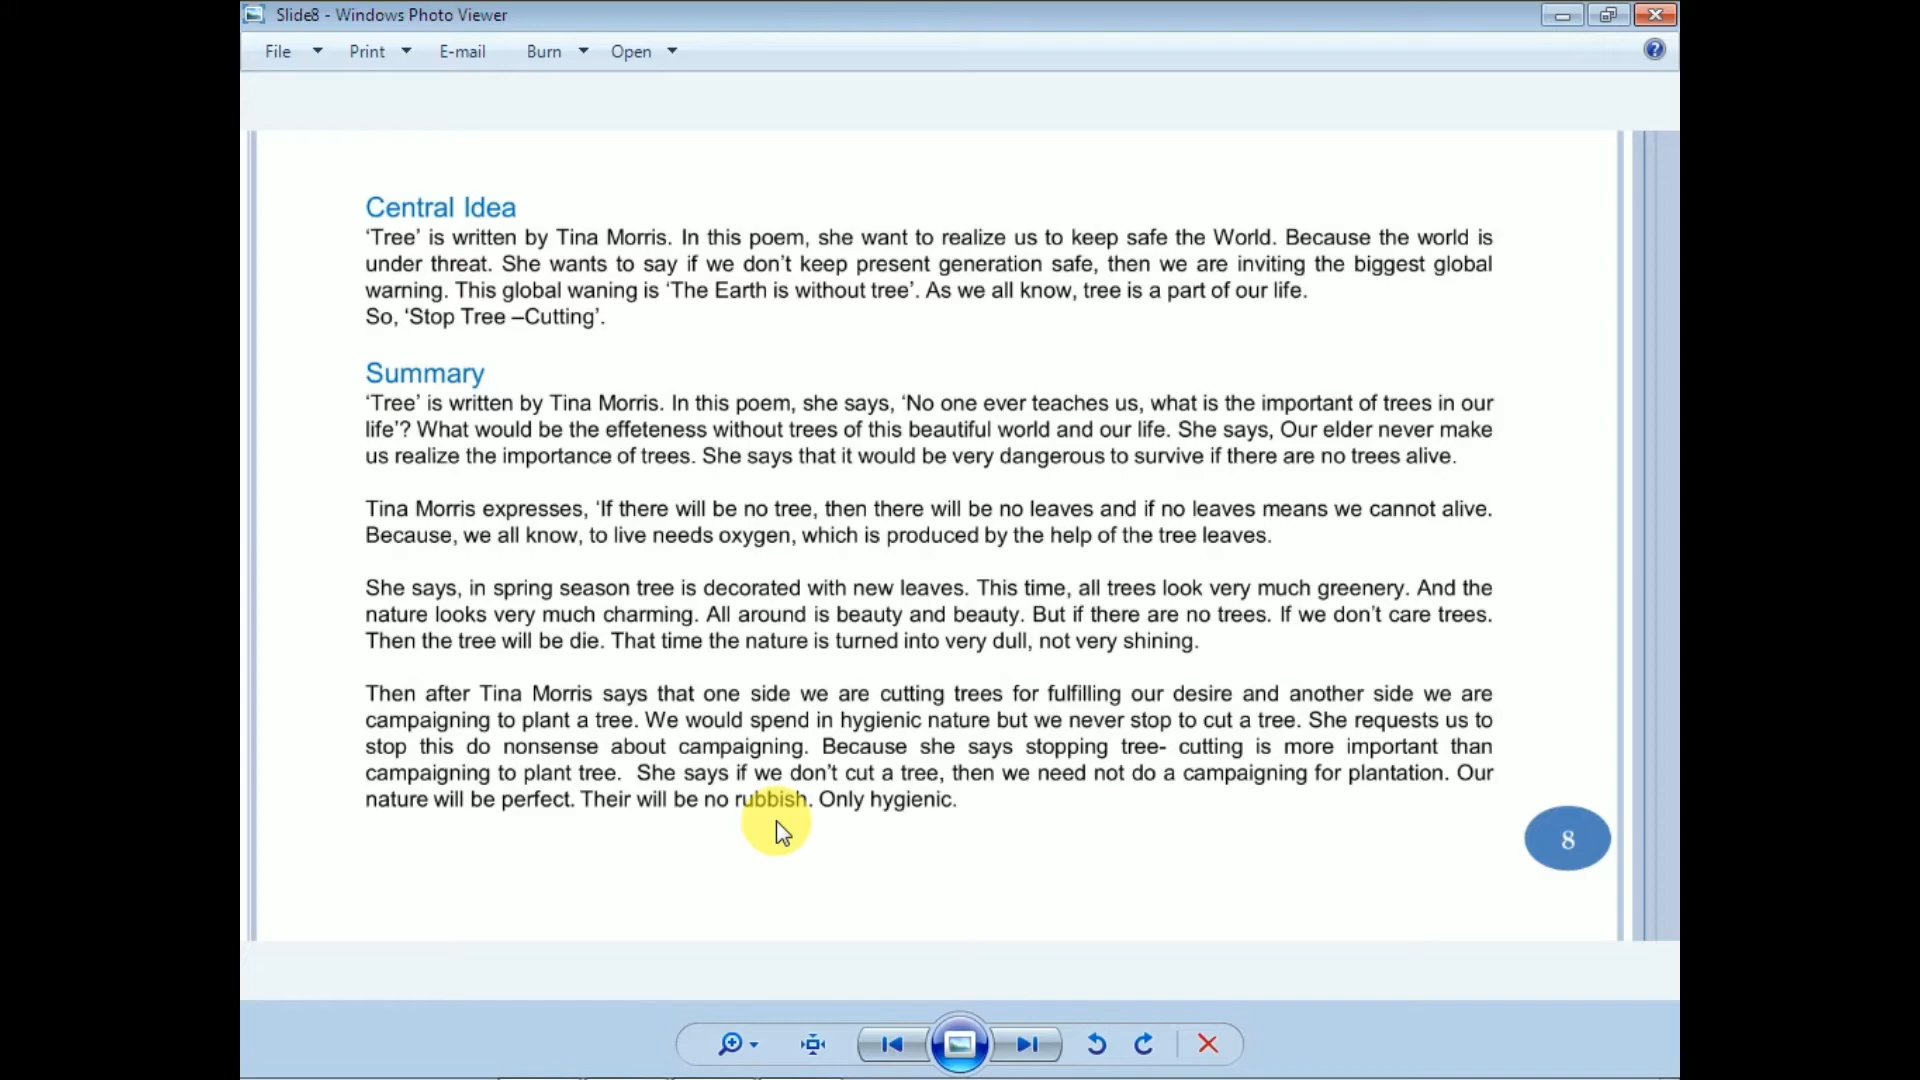 Slide8 - Windows Photo Viewer
File Print E-mail Burn Open
Central Idea
‘Tree’ is written by Tina Morris. In this poem, she want to realize us to keep safe the World. Because the world is
under threat. She wants to say if we don’t keep present generation safe, then we are inviting the biggest global
warning. This global waning is ‘The Earth is without tree’. As we all know, tree is a part of our life.
So, ‘Stop Tree –Cutting’.
Summary
‘Tree’ is written by Tina Morris. In this poem, she says, ‘No one ever teaches us, what is the important of trees in our
life’? What would be the effeteness without trees of this beautiful world and our life. She says, Our elder never make
us realize the importance of trees. She says that it would be very dangerous to survive if there are no trees alive.
Tina Morris expresses, ‘If there will be no tree, then there will be no leaves and if no leaves means we cannot alive.
Because, we all know, to live needs oxygen, which is produced by the help of the tree leaves.
She says, in spring season tree is decorated with new leaves. This time, all trees look very much greenery. And the
nature looks very much charming. All around is beauty and beauty. But if there are no trees. If we don’t care trees.
Then the tree will be die. That time the nature is turned into very dull, not very shining.
Then after Tina Morris says that one side we are cutting trees for fulfilling our desire and another side we are
campaigning to plant a tree. We would spend in hygienic nature but we never stop to cut a tree. She requests us to
stop this do nonsense about campaigning. Because she says stopping tree- cutting is more important than
campaigning to plant tree. She says if we don’t cut a tree, then we need not do a campaigning for plantation. Our
nature will be perfect. Their will be no rubbish. Only hygienic.
8